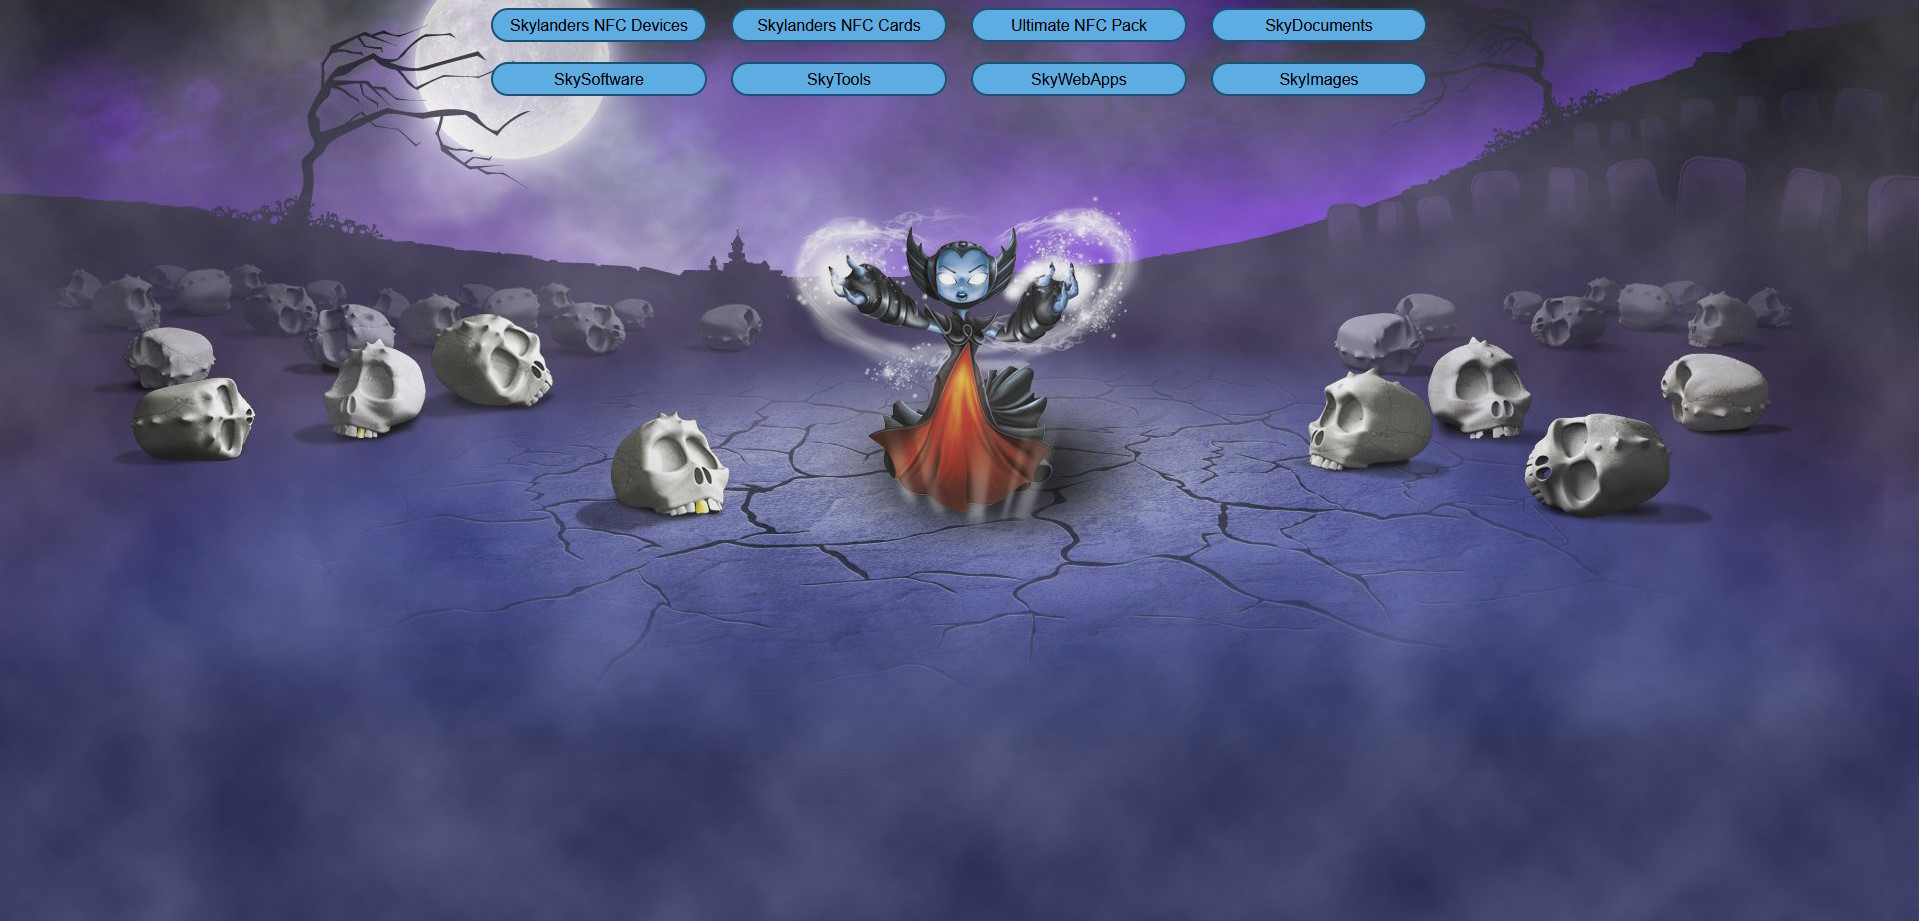 Skylanders NFC Devices
Skylanders NFC Cards
Ultimate NFC Pack
SkyDocuments
SkySoftware
SkyTools
SkyWebApps
SkyImages